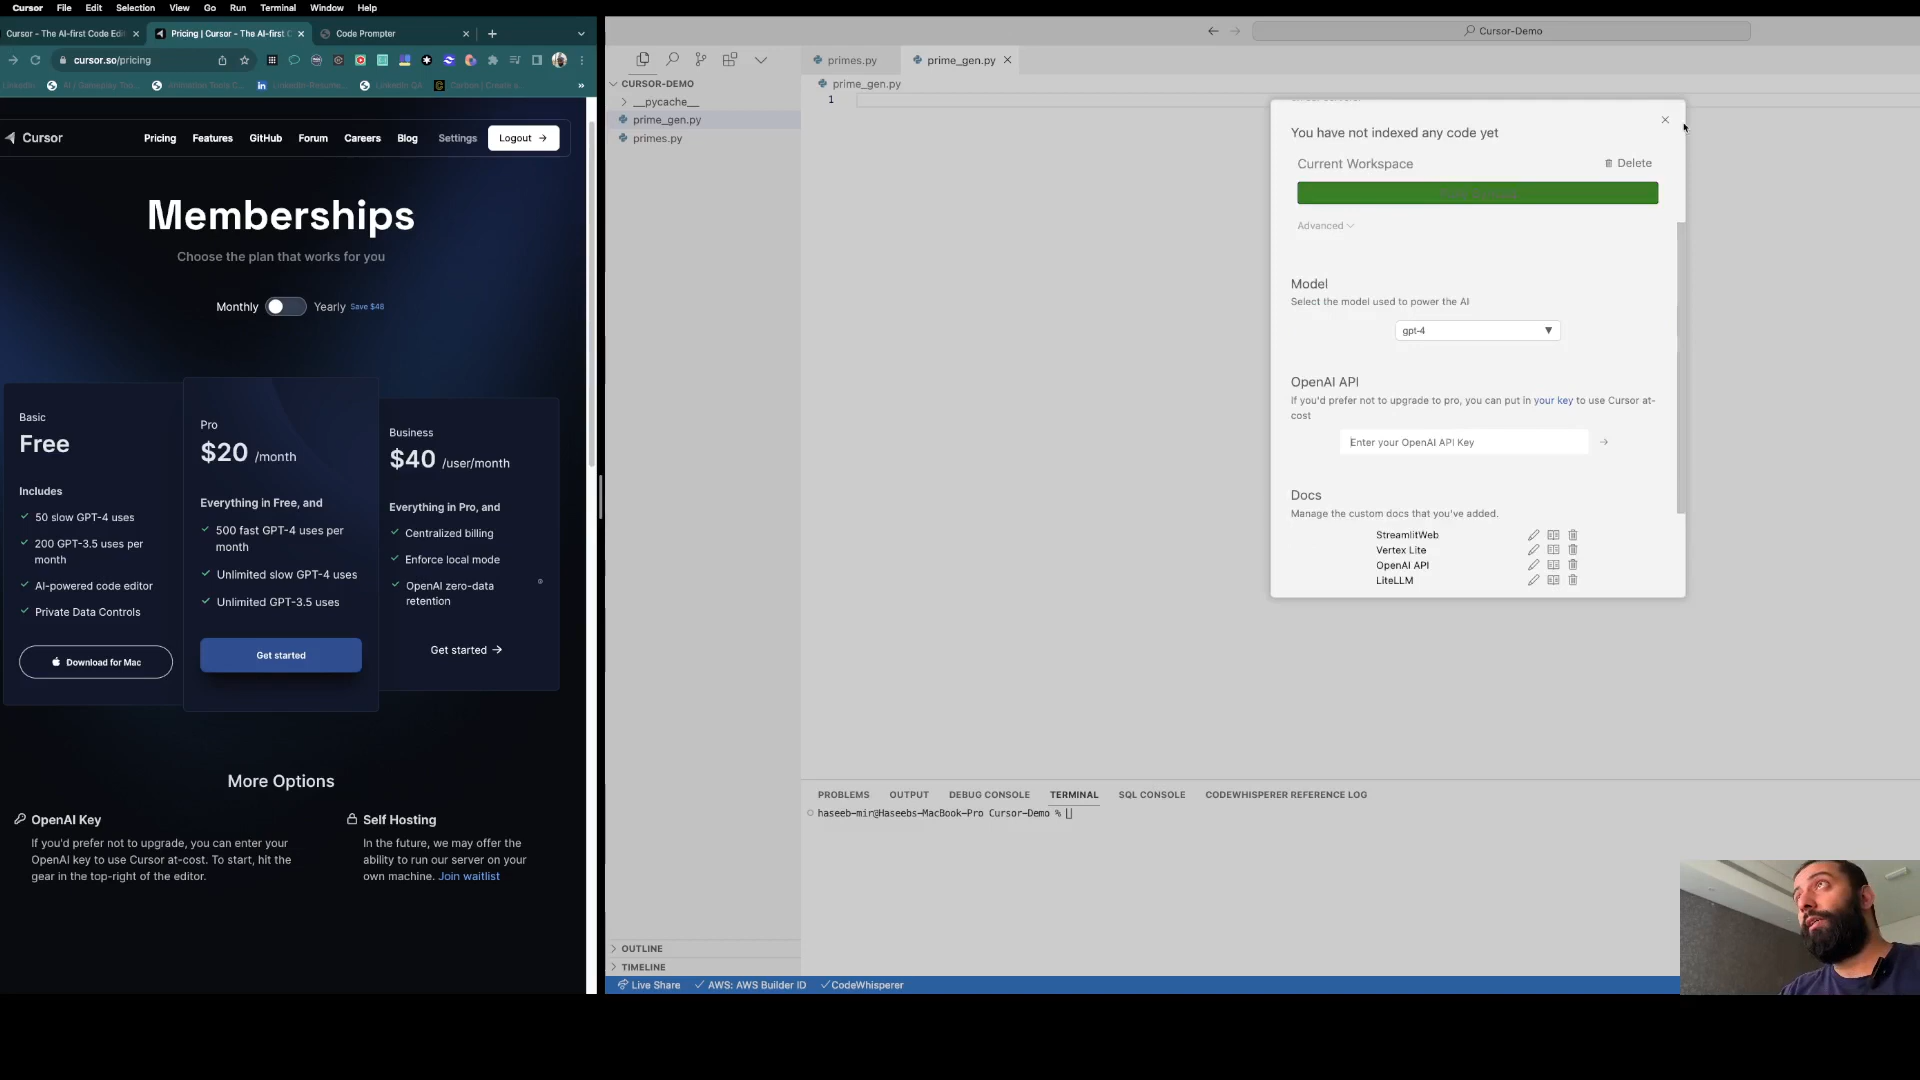 Cursor File Edit Selection View Go Run Terminal Window Help
Cursor - The AI-first Code Edi
Pricing | Cursor - The AI-first C
Code Prompter
cursor.so/pricing
Cursor
Pricing Features GitHub Forum Careers Blog Settings Logout →
Memberships
Choose the plan that works for you
Monthly Yearly Save $48
Basic
Free
Includes
50 slow GPT-4 uses
200 GPT-3.5 uses per
month
AI-powered code editor
Private Data Controls
Download for Mac
Pro
$20 /month
Everything in Free, and
500 fast GPT-4 uses per
month
Unlimited slow GPT-4 uses
Unlimited GPT-3.5 uses
Get started
Business
$40 /user/month
Everything in Pro, and
Centralized billing
Enforce local mode
OpenAI zero-data
retention
Get started →
More Options
OpenAI Key
If you'd prefer not to upgrade, you can enter your
OpenAI key to use Cursor at-cost. To start, hit the
gear in the top-right of the editor.
Self Hosting
In the future, we may offer the
ability to run our server on your
own machine. Join waitlist
Cursor-Demo
CURSOR-DEMO
__pycache__
prime_gen.py
primes.py
OUTLINE
TIMELINE
primes.py
prime_gen.py
prime_gen.py
1
You have not indexed any code yet
Current Workspace Delete
Advanced
Model
Select the model used to power the AI
gpt-4
OpenAI API
If you'd prefer not to upgrade to pro, you can put in your key to use Cursor at-
cost
Enter your OpenAI API Key
Docs
Manage the custom docs that you've added.
StreamlitWeb
Vertex Lite
OpenAI API
LiteLLM
PROBLEMS OUTPUT DEBUG CONSOLE TERMINAL SQL CONSOLE CODEWHISPERER REFERENCE LOG
haseeb-mir@Haseebs-MacBook-Pro Cursor-Demo %
Live Share AWS: AWS Builder ID CodeWhisperer